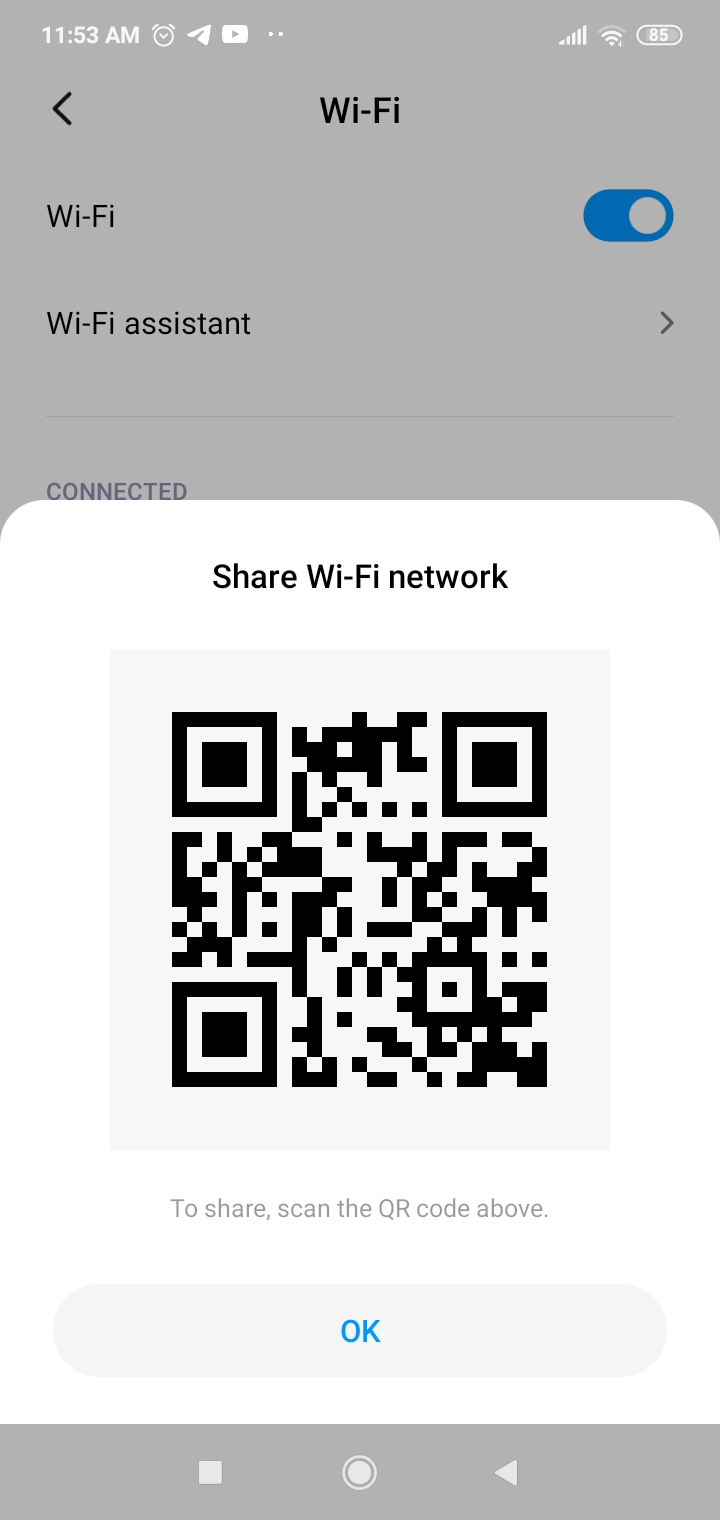 11:53 AM 85
Wi-Fi
Wi-Fi
Wi-Fi assistant
CONNECTED
Share Wi-Fi network
To share, scan the QR code above.
OK